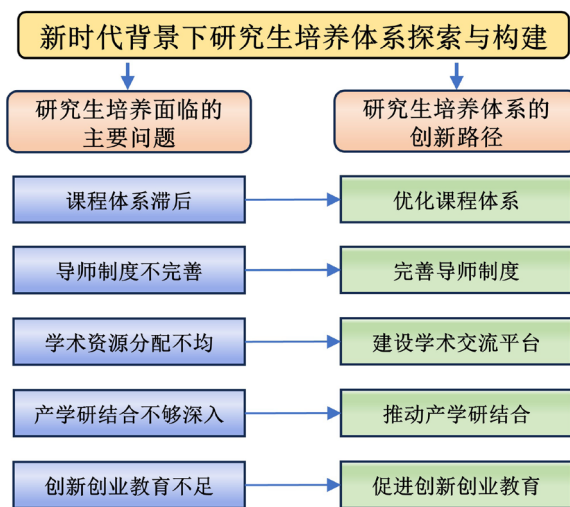 新时代背景下研究生培养体系探索与构建
研究生培养面临的
主要问题
研究生培养体系的
创新路径
课程体系滞后
优化课程体系
导师制度不完善
完善导师制度
学术资源分配不均
建设学术交流平台
产学研结合不够深入
推动产学研结合
创新创业教育不足
促进创新创业教育